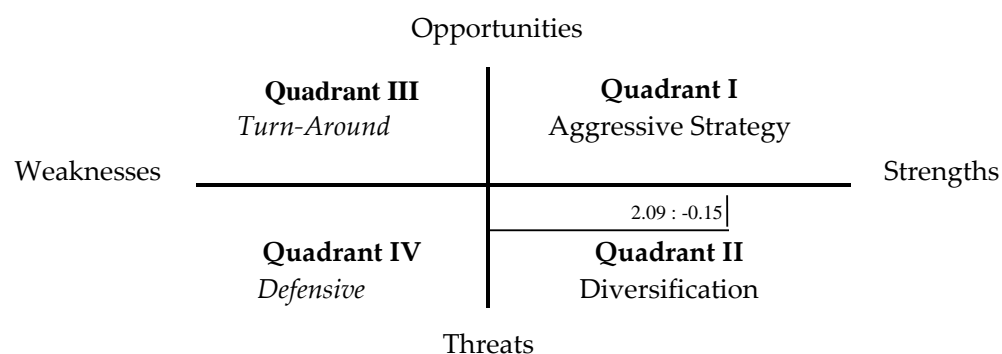 Opportunities
Quadrant III
Quadrant I
Turn-Around
Aggressive Strategy
Weaknesses
Strengths
2.09 : -0.15
Quadrant IV
Quadrant II
Defensive
Diversification
Threats